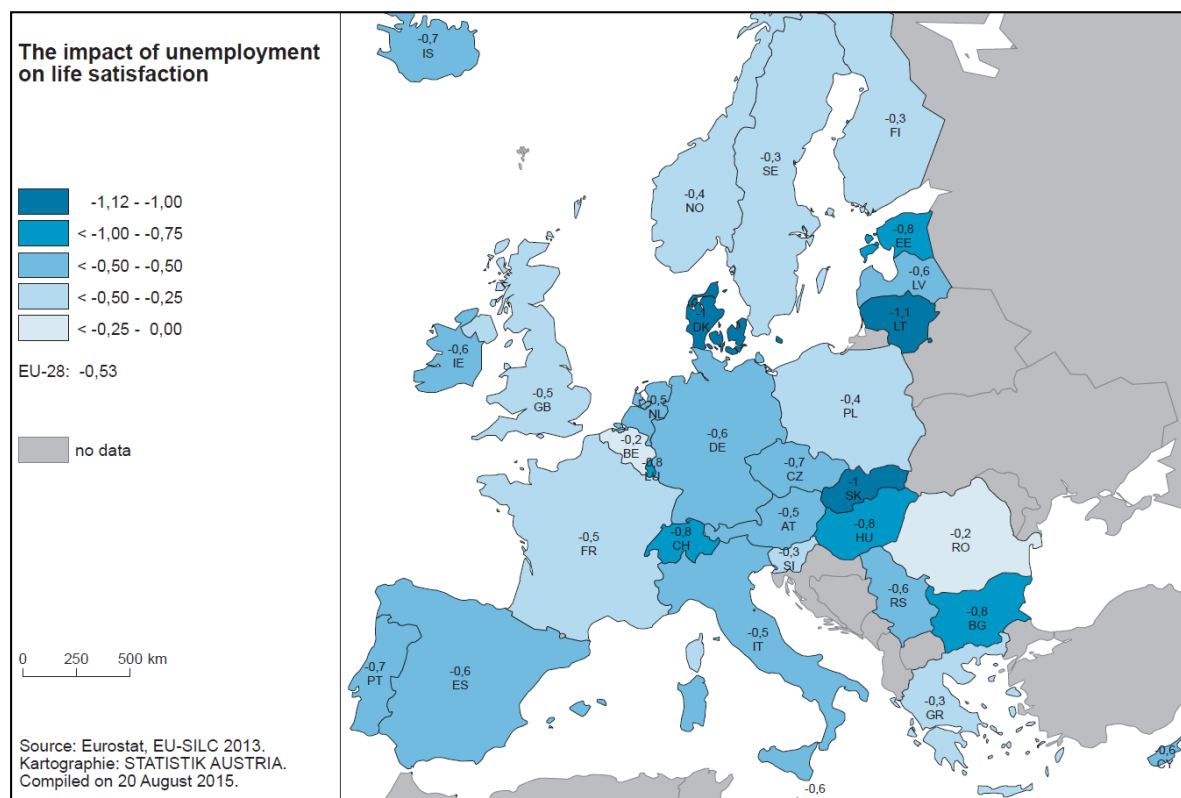 The impact of unemployment
on life satisfaction
-1,12 - -1,00
< -1,00 - -0,75
< -0,50 - -0,50
< -0,50 - -0,25
< -0,25 - 0,00
EU-28: -0,53
no data
0 250 500 km
Source: Eurostat, EU-SILC 2013.
Kartographie: STATISTIK AUSTRIA.
Compiled on 20 August 2015.
-0,7
IS
-0,3
FI
-0,3
SE
-0,4
NO
-0,8
EE
-0,6
LV
-1,1
LT
-1
DK
-0,6
IE
-0,5
GB
-0,5
NL
-0,4
PL
-0,6
DE
-0,2
BE
-0,8
LU
-0,7
CZ
-1
SK
-0,5
AT
-0,8
HU
-0,8
CH
-0,5
FR
-0,3
SI
-0,2
RO
-0,6
RS
-0,8
BG
-0,5
IT
-0,7
PT
-0,6
ES
-0,3
GR
-0,6
CY
-0,6